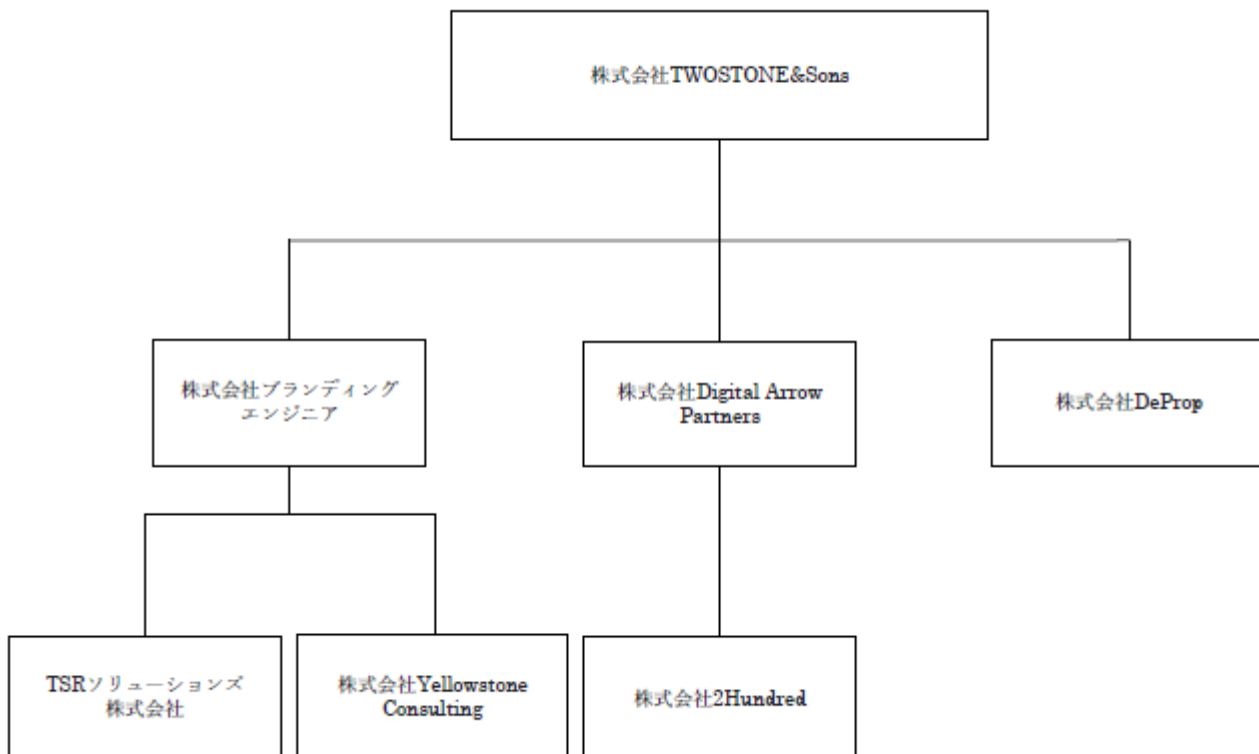 株式会社TWOSTONE&Sons
株式会社ブランディング
エンジニア
株式会社Digital Arrow
Partners
株式会社DeProp
TSRソリューションズ
株式会社
株式会社Yellowstone
Consulting
株式会社2Hundred